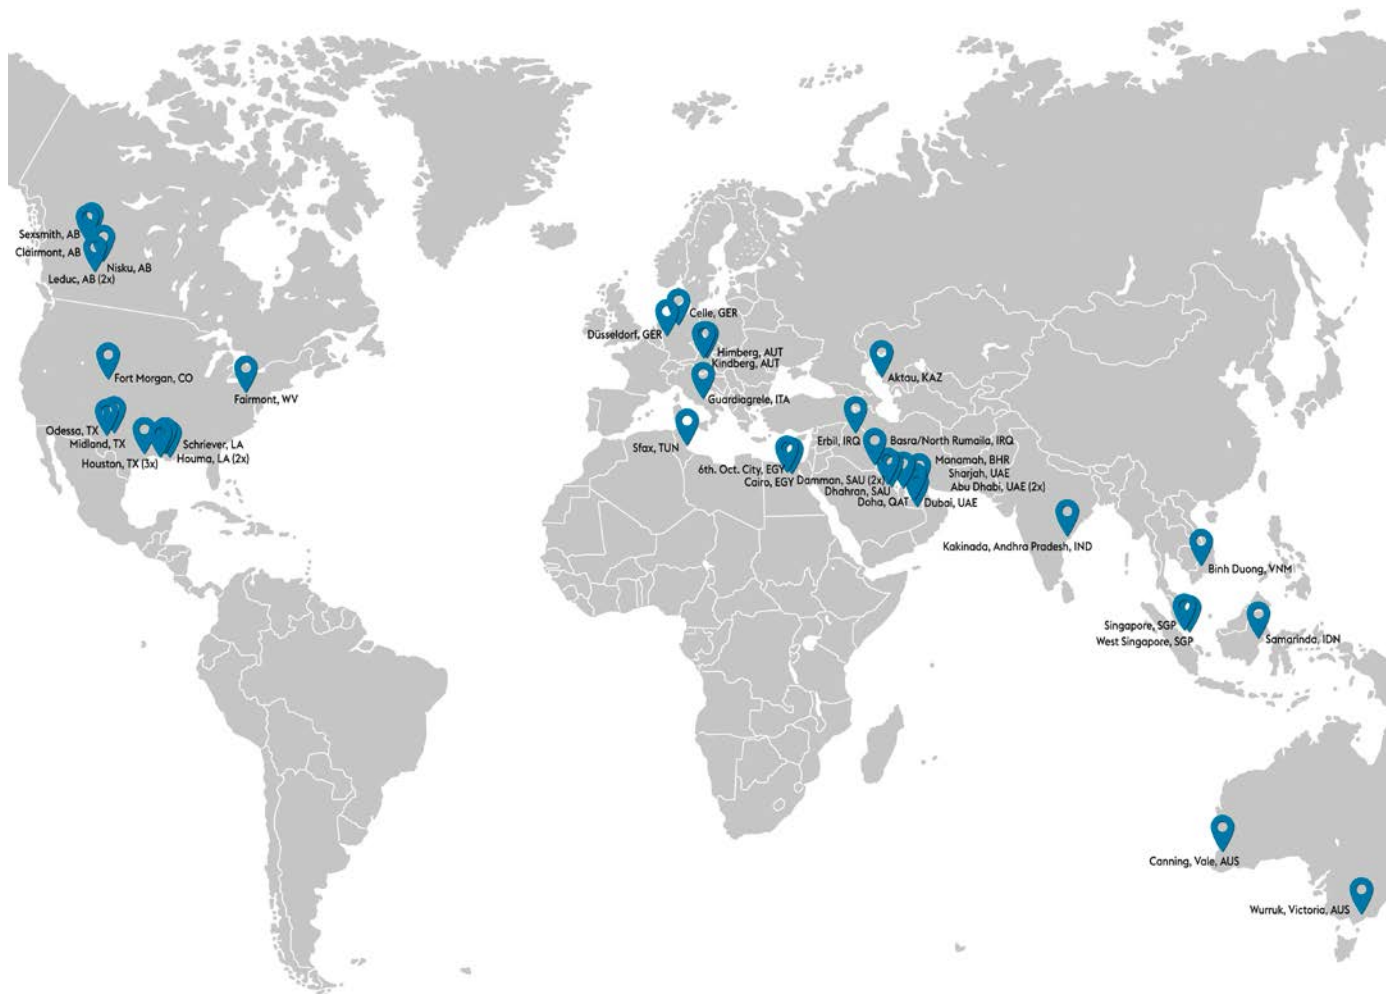 Sexsmith, AB
Clairmont, AB
Nisku, AB
Leduc, AB (2x)
Fort Morgan, CO
Fairmont, WV
Odessa, TX
Midland, TX
Houston, TX (3x)
Schriever, LA
Houma, LA (2x)
Celle, GER
Düsseldorf, GER
Himberg, AUT
Kindberg, AUT
Guardiagrele, ITA
Aktau, KAZ
Sfax, TUN
Erbil, IRQ
Basra/North Rumaila, IRQ
6th. Oct. City, EGY
Cairo, EGY
Damman, SAU (2x)
Dhahran, SAU
Doha, QAT
Manamah, BHR
Sharjah, UAE
Abu Dhabi, UAE (2x)
Dubai, UAE
Kakinada, Andhra Pradesh, IND
Binh Duong, VNM
Singapore, SGP
West Singapore, SGP
Samarinda, IDN
Canning, Vale, AUS
Wurruk, Victoria, AUS